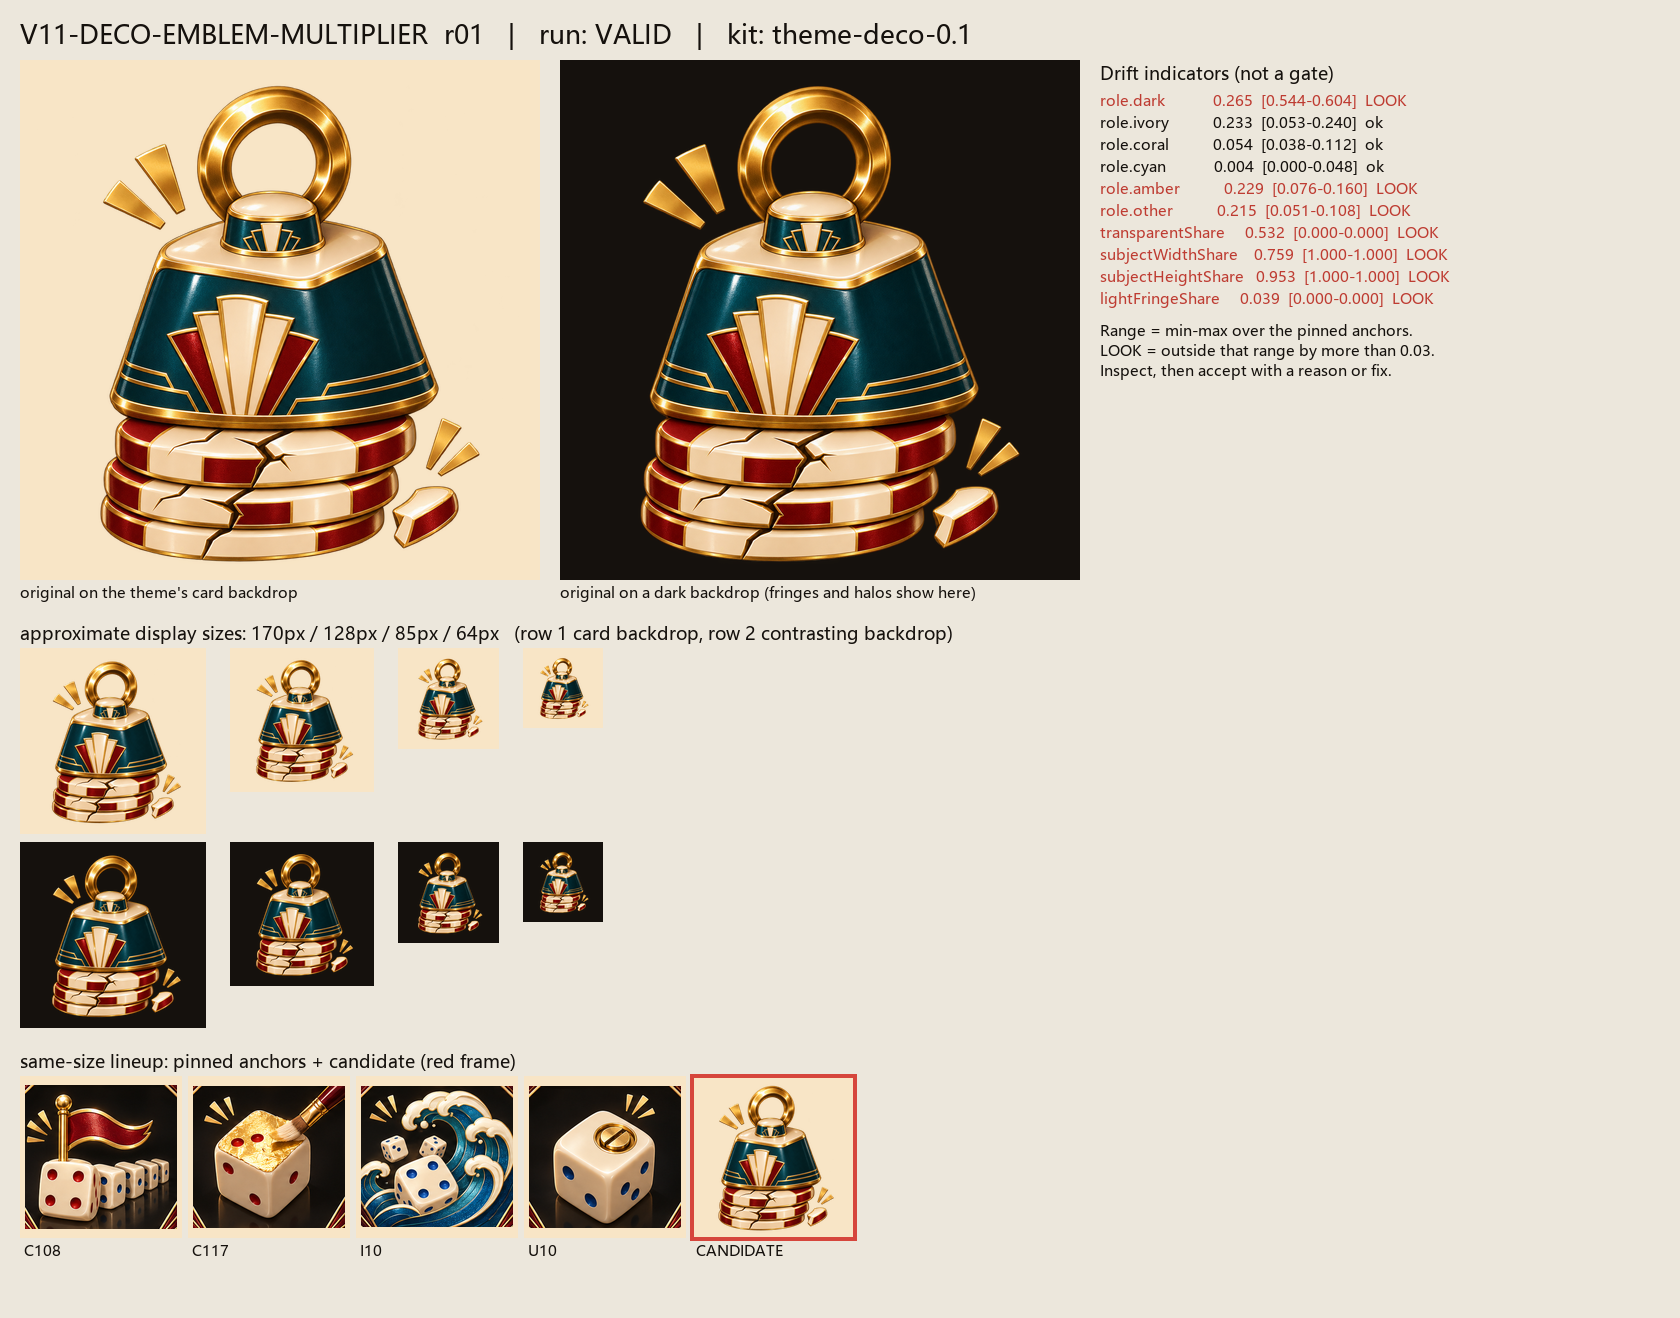 V11-DECO-EMBLEM-MULTIPLIER r01 | run: VALID | kit: theme-deco-0.1
Drift indicators (not a gate)
role.dark 0.265 [0.544-0.604] LOOK
role.ivory 0.233 [0.053-0.240] ok
role.coral 0.054 [0.038-0.112] ok
role.cyan 0.004 [0.000-0.048] ok
role.amber 0.229 [0.076-0.160] LOOK
role.other 0.215 [0.051-0.108] LOOK
transparentShare 0.532 [0.000-0.000] LOOK
subjectWidthShare 0.759 [1.000-1.000] LOOK
subjectHeightShare 0.953 [1.000-1.000] LOOK
lightFringeShare 0.039 [0.000-0.000] LOOK
Range = min-max over the pinned anchors.
LOOK = outside that range by more than 0.03.
Inspect, then accept with a reason or fix.
original on the theme's card backdrop
original on a dark backdrop (fringes and halos show here)
approximate display sizes: 170px / 128px / 85px / 64px (row 1 card backdrop, row 2 contrasting backdrop)
same-size lineup: pinned anchors + candidate (red frame)
C108
C117
I10
U10
CANDIDATE